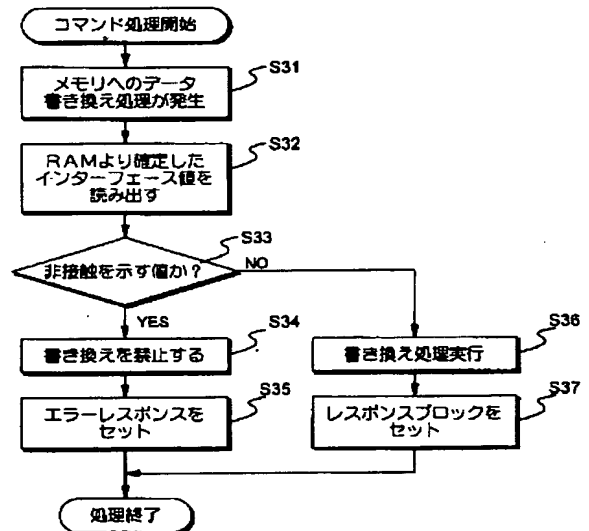 コマンド処理開始
S31
メモリへのデータ
書き換え処理が発生
S32
RAMより確定した
インターフェース値を
読み出す
S33
非接触を示す値か？
NO
YES
S34
書き換えを禁止する
S36
書き換え処理実行
S35
エラーレスポンスを
セット
S37
レスポンスブロックを
セット
処理終了